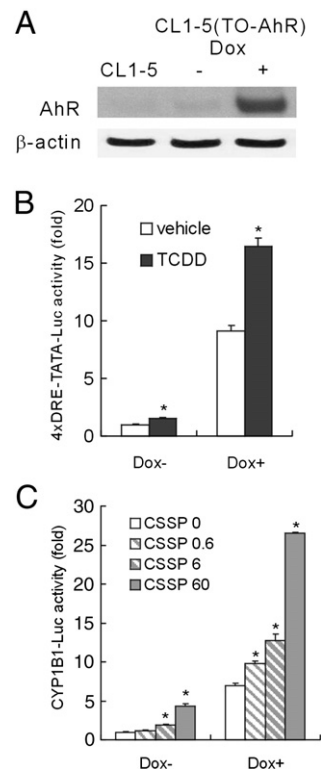 A
CL1-5(TO-AhR)
Dox
CL1-5 - +
AhR
β-actin
B
4xDRE-TATA-Luc activity (fold)
20
15
10
5
0
vehicle
TCDD
*
*
Dox- Dox+
C
CYP1B1-Luc activity (fold)
30
25
20
15
10
5
0
CSSP 0
CSSP 0.6
CSSP 6
CSSP 60
* *
* * *
Dox- Dox+